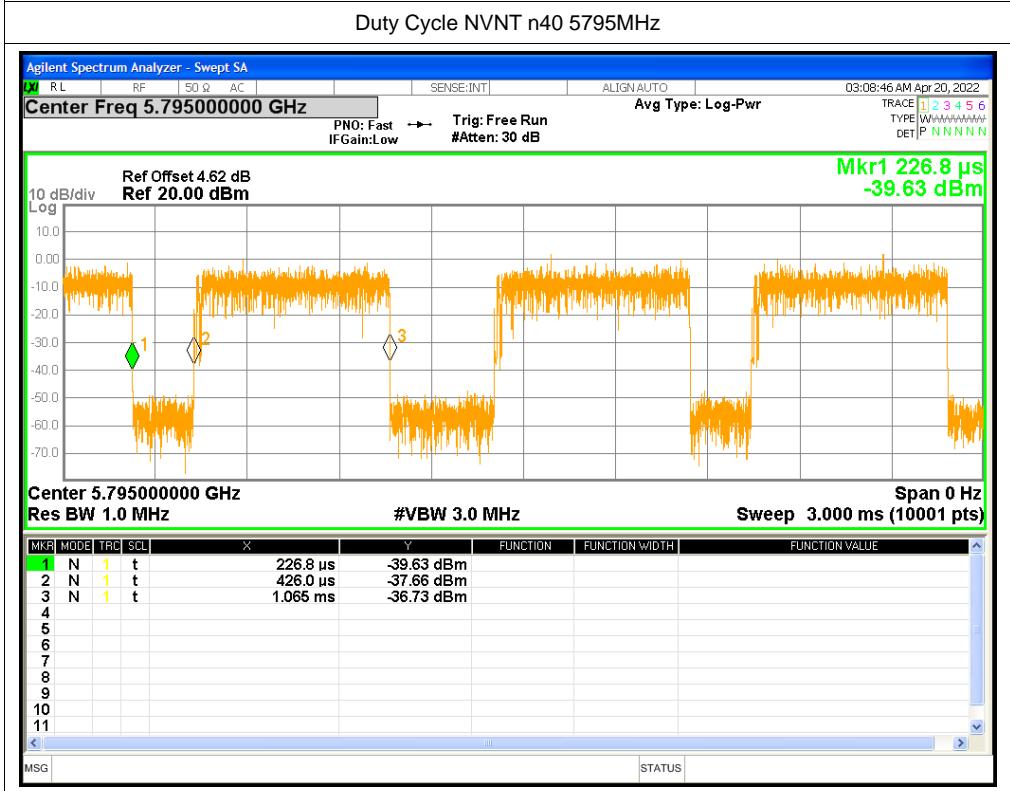 Duty Cycle NVNT n40 5795MHz
Agilent Spectrum Analyzer - Swept SA
LXI RL RF 50 Ω AC SENSE:INT ALIGN AUTO 03:08:46 AM Apr 20, 2022
Center Freq 5.795000000 GHz Avg Type: Log-Pwr TRACE 1 2 3 4 5 6
PNO: Fast Trig: Free Run TYPE W
IFGain:Low #Atten: 30 dB DET P N N N N N
Mkr1 226.8 µs
-39.63 dBm
Ref Offset 4.62 dB
10 dB/div Ref 20.00 dBm
Log
10.0
0.00
-10.0
-20.0
-30.0
-40.0
-50.0
-60.0
-70.0
1 2 3
Center 5.795000000 GHz Span 0 Hz
Res BW 1.0 MHz #VBW 3.0 MHz Sweep 3.000 ms (10001 pts)
MKR MODE TRC SCL X Y FUNCTION FUNCTION WIDTH FUNCTION VALUE
1 N 1 t 226.8 µs -39.63 dBm
2 N 1 t 426.0 µs -37.66 dBm
3 N 1 t 1.065 ms -36.73 dBm
4
5
6
7
8
9
10
11
MSG STATUS